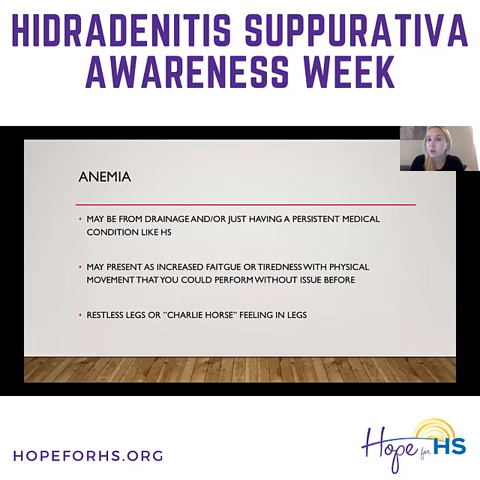 HIDRADENITIS SUPPURATIVA
AWARENESS WEEK
ANEMIA
• MAY BE FROM DRAINAGE AND/OR JUST HAVING A PERSISTENT MEDICAL
CONDITION LIKE HS
• MAY PRESENT AS INCREASED FAITGUE OR TIREDNESS WITH PHYSICAL
MOVEMENT THAT YOU COULD PERFORM WITHOUT ISSUE BEFORE
• RESTLESS LEGS OR "CHARLIE HORSE" FEELING IN LEGS
HOPEFORHS.ORG
Hope for HS